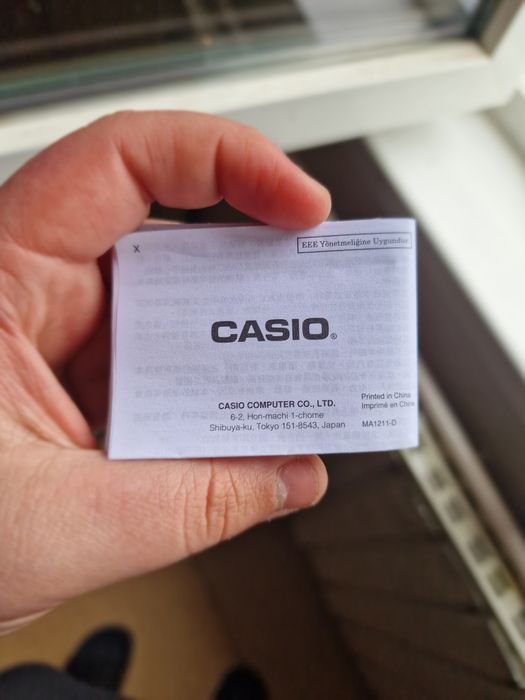 X
EEE Yönetmeliğine Uygundur
CASIO®
CASIO COMPUTER CO., LTD.
6-2, Hon-machi 1-chome
Shibuya-ku, Tokyo 151-8543, Japan
Printed in China
Imprimé en Chine
MA1211-D